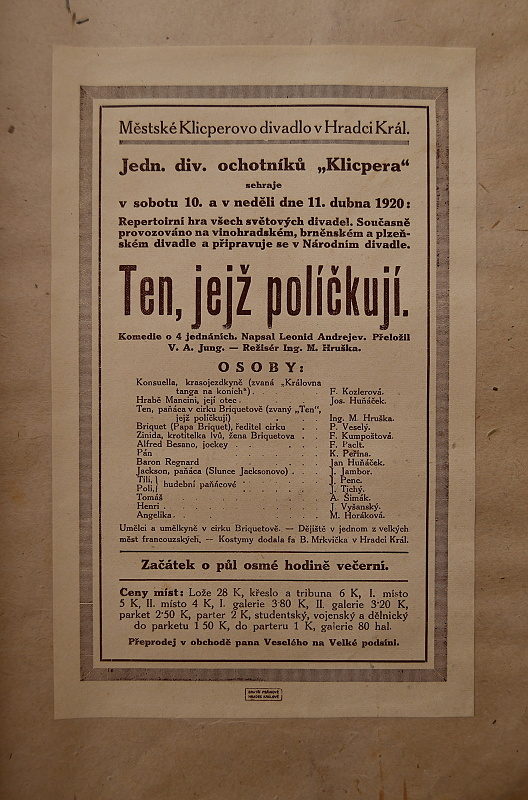 Městské Klicperovo divadlo v Hradci Král.
Jedn. div. ochotníků „Klicpera“
sehraje
v sobotu 10. a v neděli dne 11. dubna 1920:
Repertoirní hra všech světových divadel. Současně
provozováno na vinohradském, brněnském a plzeň-
ském divadle a připravuje se v Národním divadle.
Ten, jejž políčkují.
Komedie o 4 jednáních. Napsal Leonid Andrejev. Přeložil
V. A. Jung. — Režisér Ing. M. Hruška.
OSOBY:
Konsuella, krasojezdkyně (zvaná „Královna
tanga na koních“) . . . F. Kozlerová.
Hrabě Mancini, její otec . . . Jos. Huňáček.
Ten, paňáca v cirku Briquetově (zvaný „Ten",
jejž políčkují) . . . Ing. M. Hruška.
Briquet (Papa Briquet), ředitel cirku . . . P. Veselý.
Zinida, krotitelka lvů, žena Briquetova . . . F. Kumpoštová.
Alfred Besano, jockey . . . F. Paclt.
Pán . . . K. Peřina.
Baron Regnard . . . Jan Huňáček.
Jackson, paňáca (Slunce Jacksonovo) . . . J. Jambor.
Tili, } hudební paňácové . . . J. Penc.
Poli, } J. Tichý.
Tomáš . . . A. Šimák.
Henri . . . J. Vyšanský.
Angelika . . . M. Horáková.
Umělci a umělkyně v cirku Briquetově. — Dějiště v jednom z velkých
měst francouzských. — Kostymy dodala fa B. Mrkvička v Hradci Král.
Začátek o půl osmé hodině večerní.
Ceny míst: Lože 28 K, křeslo a tribuna 6 K, I. místo
5 K, II. místo 4 K, I. galerie 3·80 K, II. galerie 3·20 K,
parket 2·50 K, parter 2 K, studentský, vojenský a dělnický
do parketu 1 50 K, do parteru 1 K, galerie 80 hal.
Přeprodej v obchodě pana Veselého na Velké podsíni.
HRADEC KRÁLOVÉ